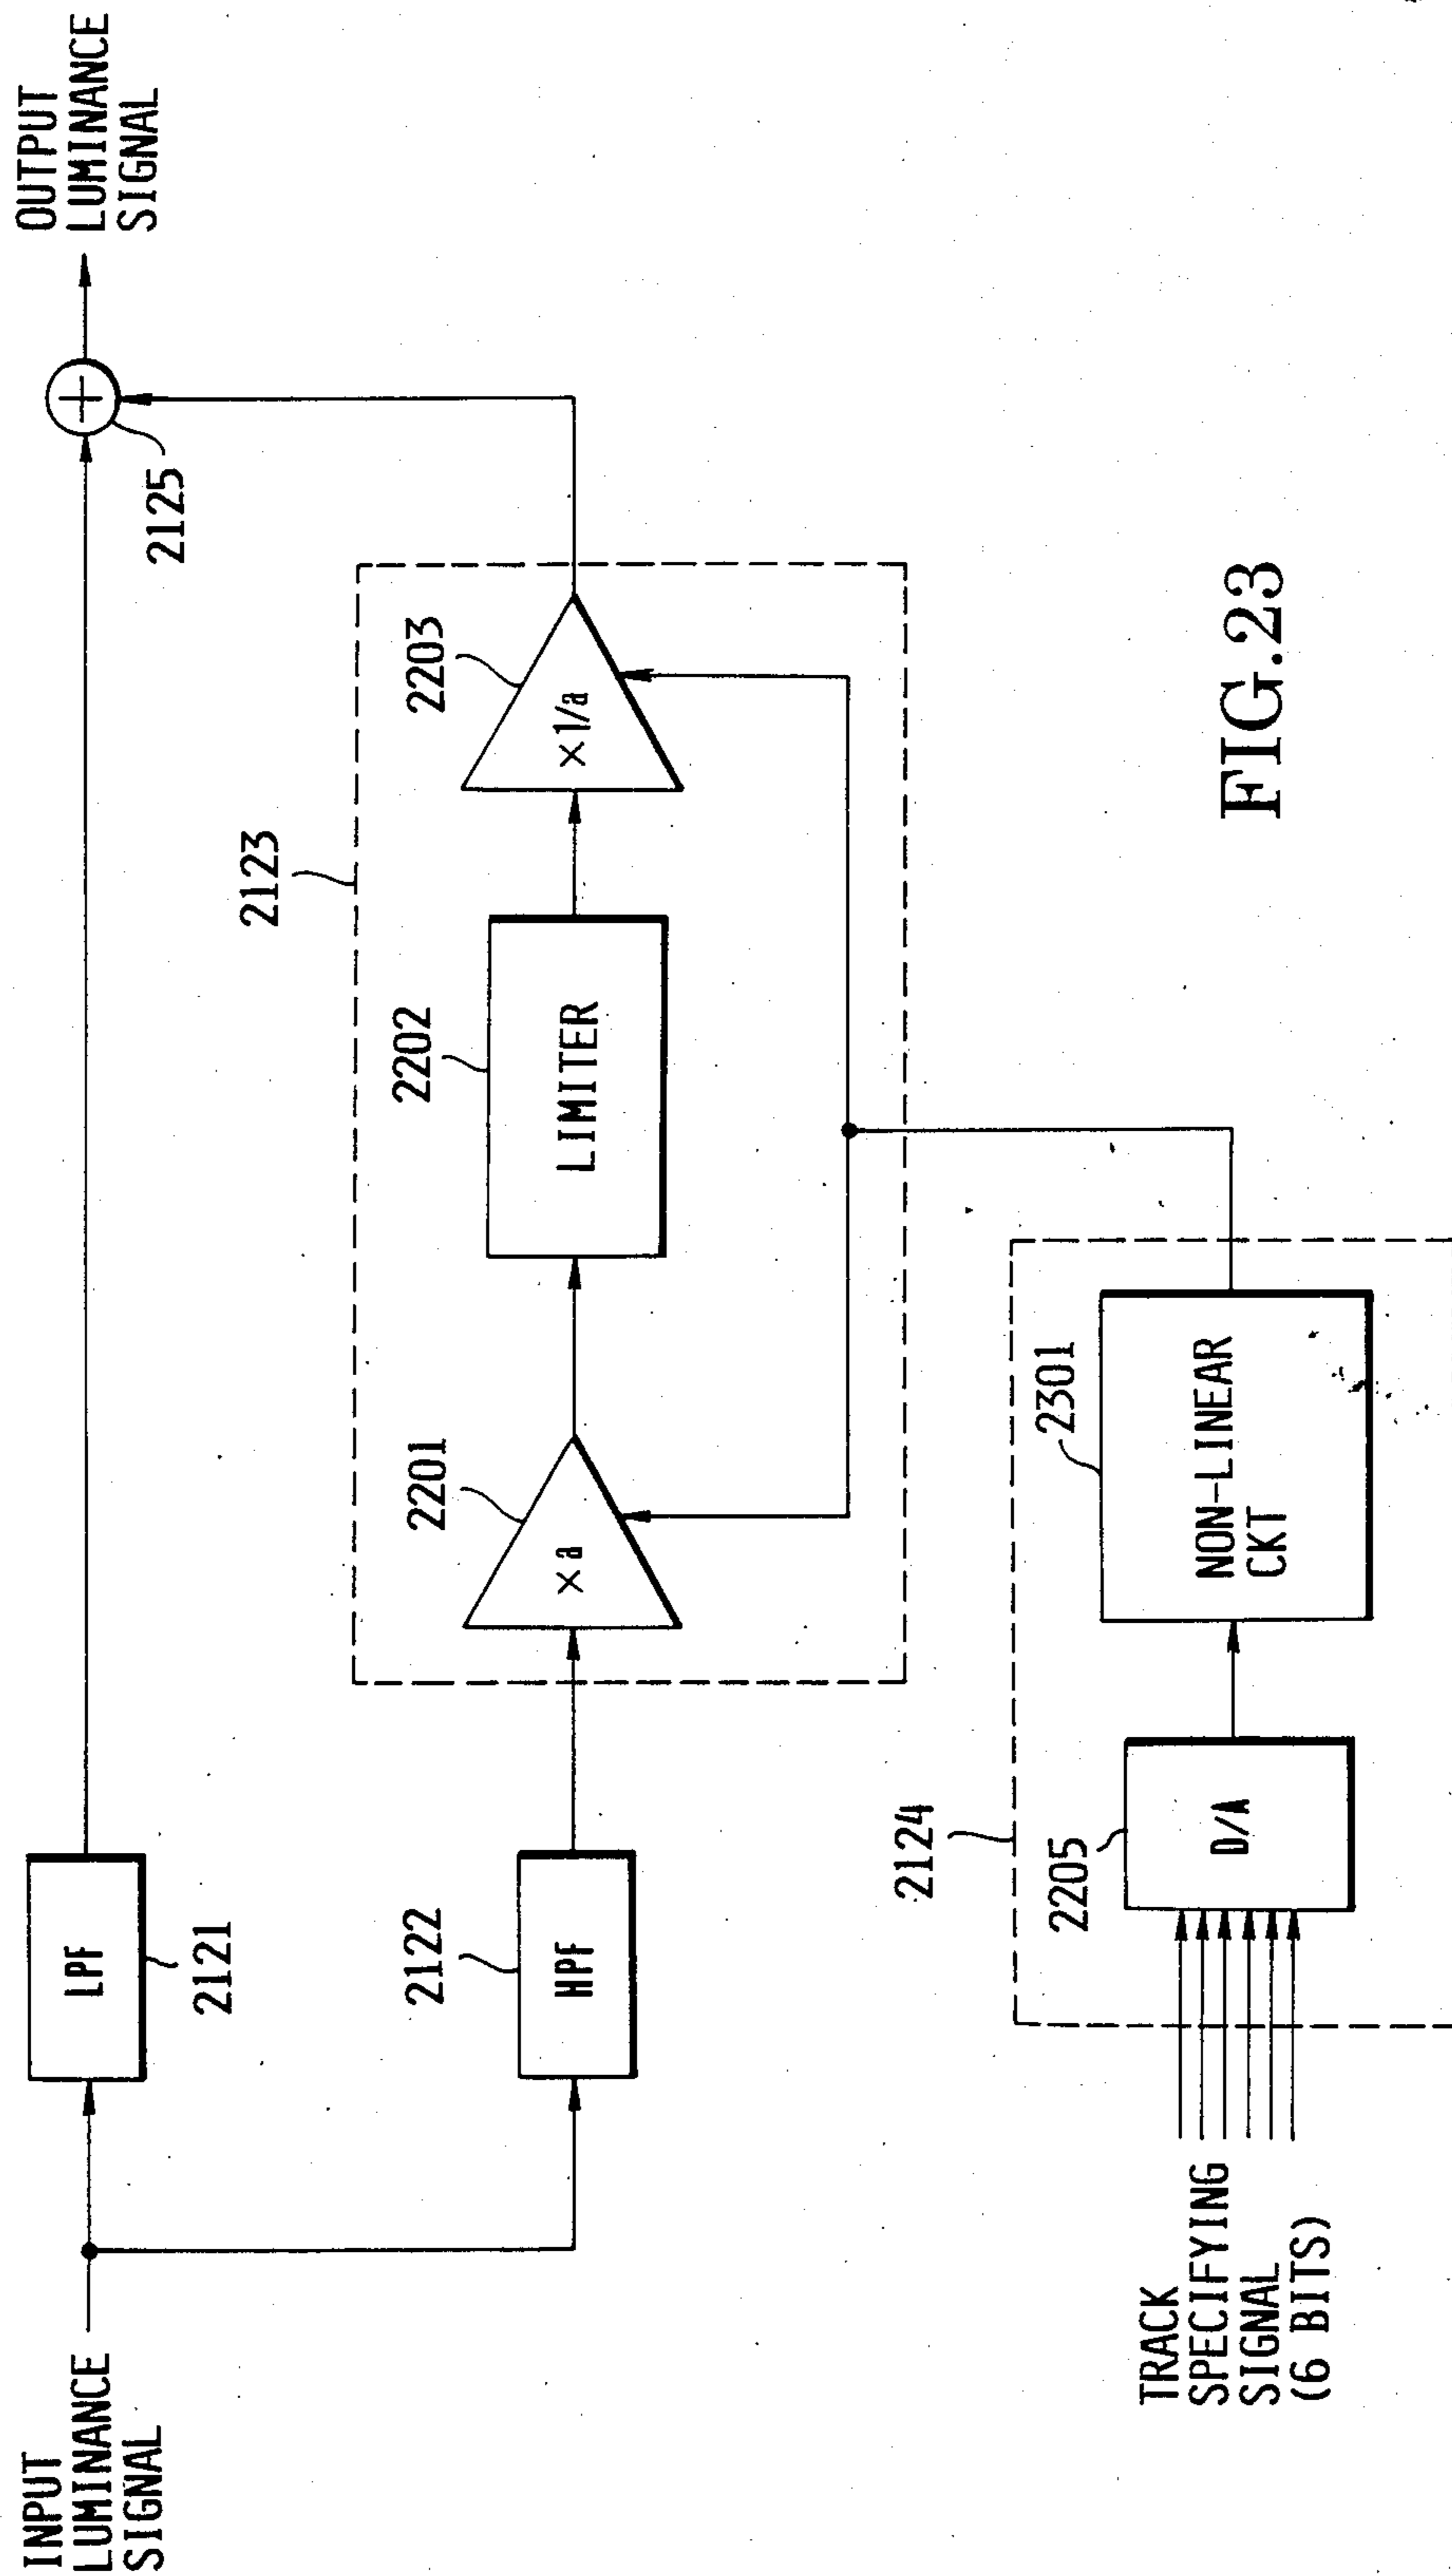 INPUT
LUMINANCE
SIGNAL
LPF
2121
2125
OUTPUT
LUMINANCE
SIGNAL
2122
HPF
2123
2201
×a
2202
LIMITER
2203
×1/a
2124
2205
D/A
2301
NON-LINEAR
CKT
TRACK
SPECIFYING
SIGNAL
(6 BITS)
FIG.23